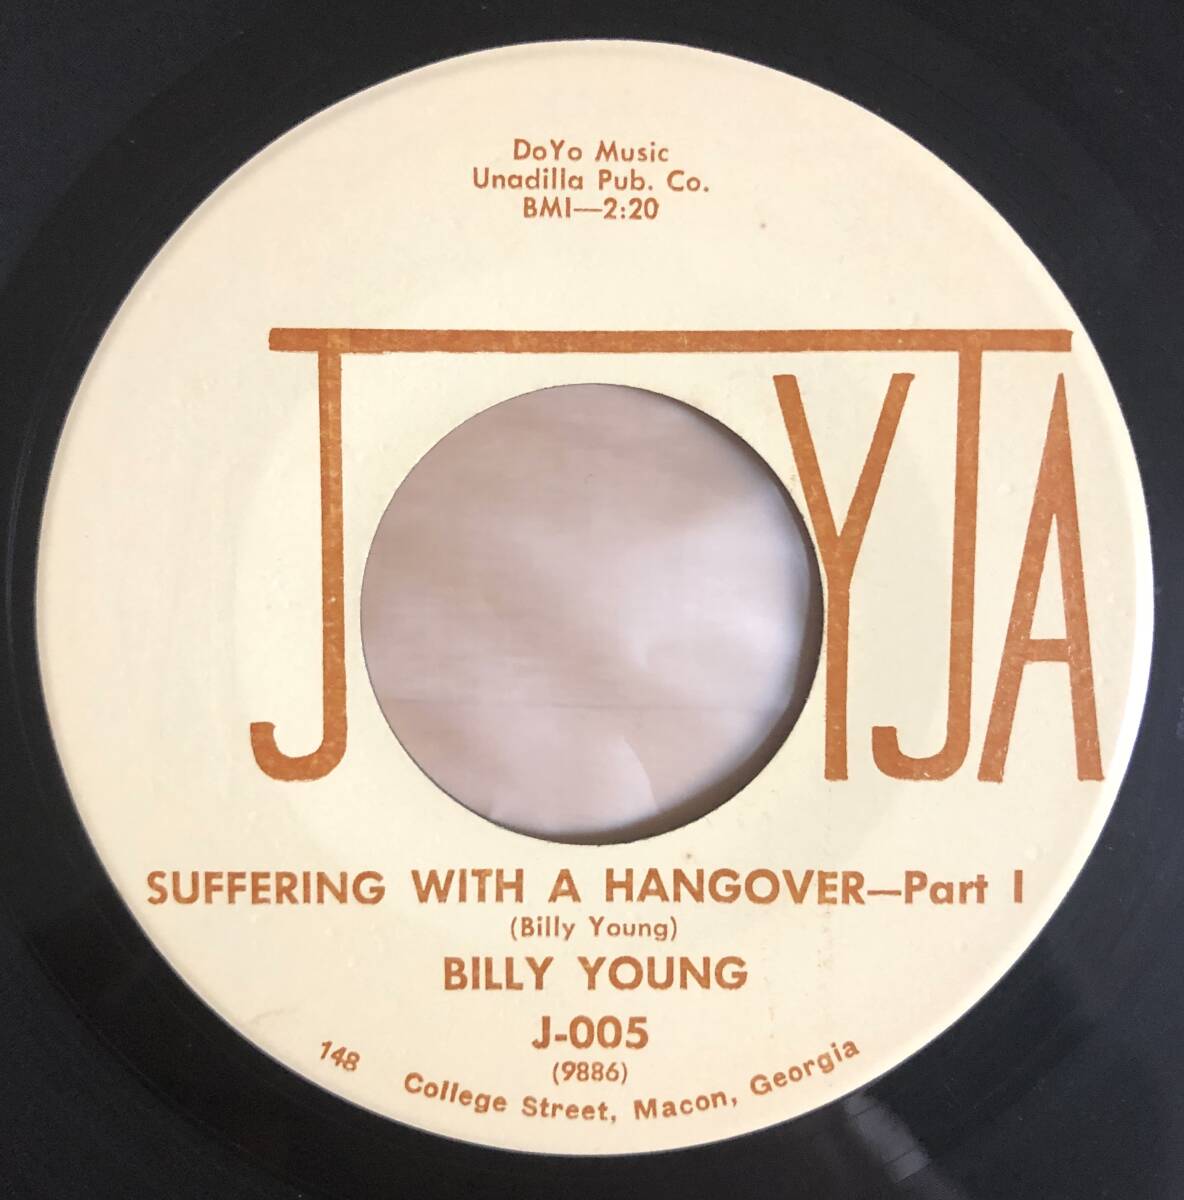 DoYo Music
Unadilla Pub. Co.
BMI—2:20
JOYJA
SUFFERING WITH A HANGOVER—Part I
(Billy Young)
BILLY YOUNG
J-005
(9886)
148 College Street, Macon, Georgia